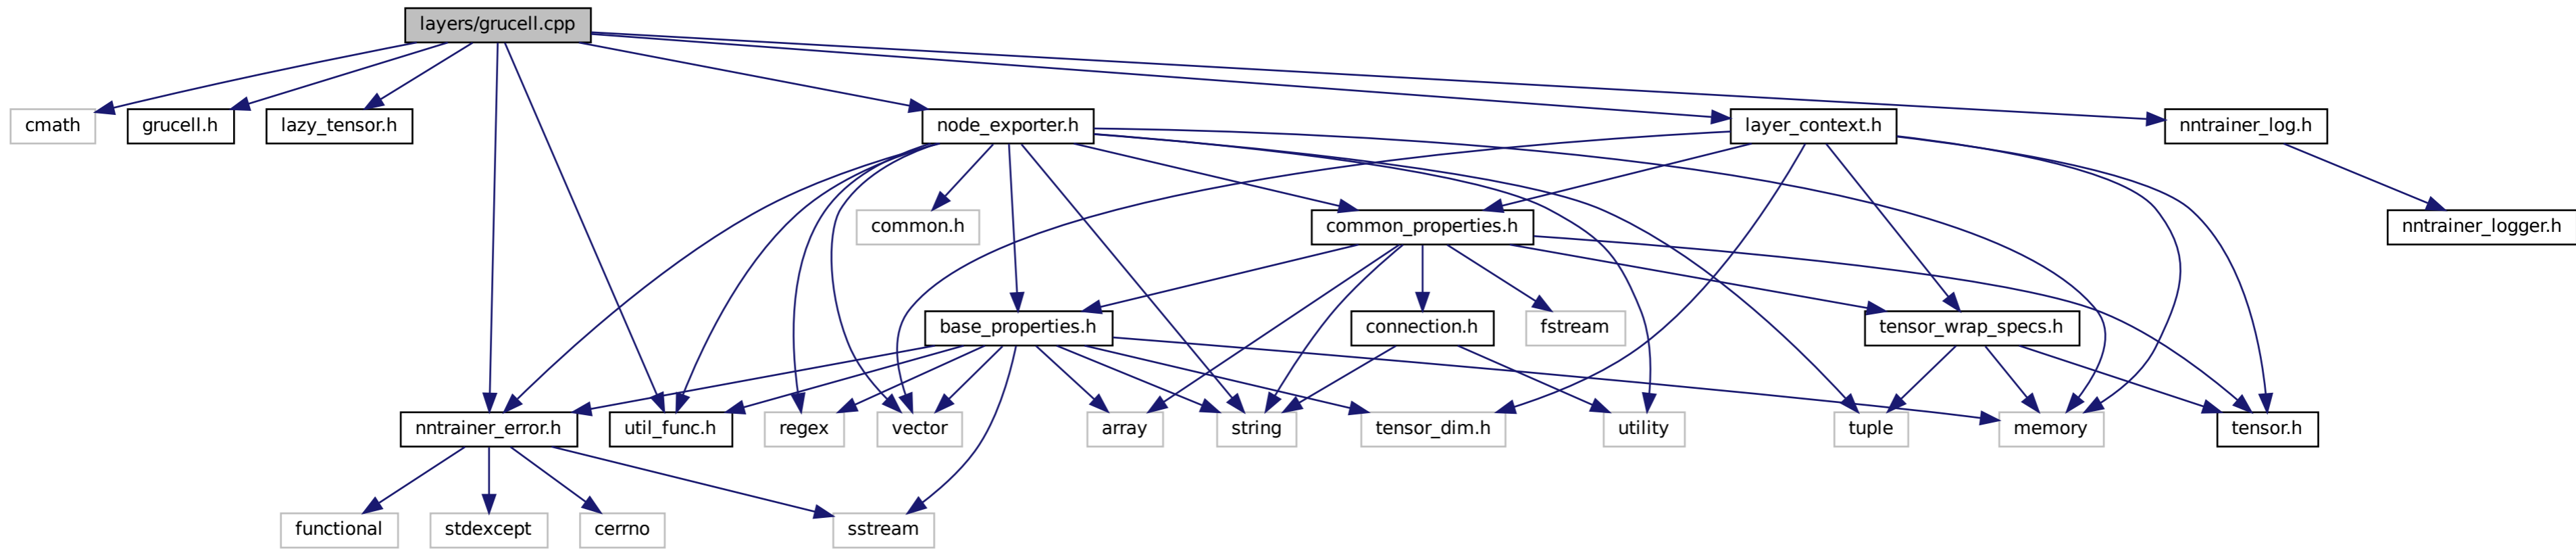 layers/grucell.cpp
cmath
grucell.h
lazy_tensor.h
node_exporter.h
layer_context.h
nntrainer_log.h
common.h
common_properties.h
nntrainer_logger.h
base_properties.h
connection.h
fstream
tensor_wrap_specs.h
nntrainer_error.h
util_func.h
regex
vector
array
string
tensor_dim.h
utility
tuple
memory
tensor.h
functional
stdexcept
cerrno
sstream